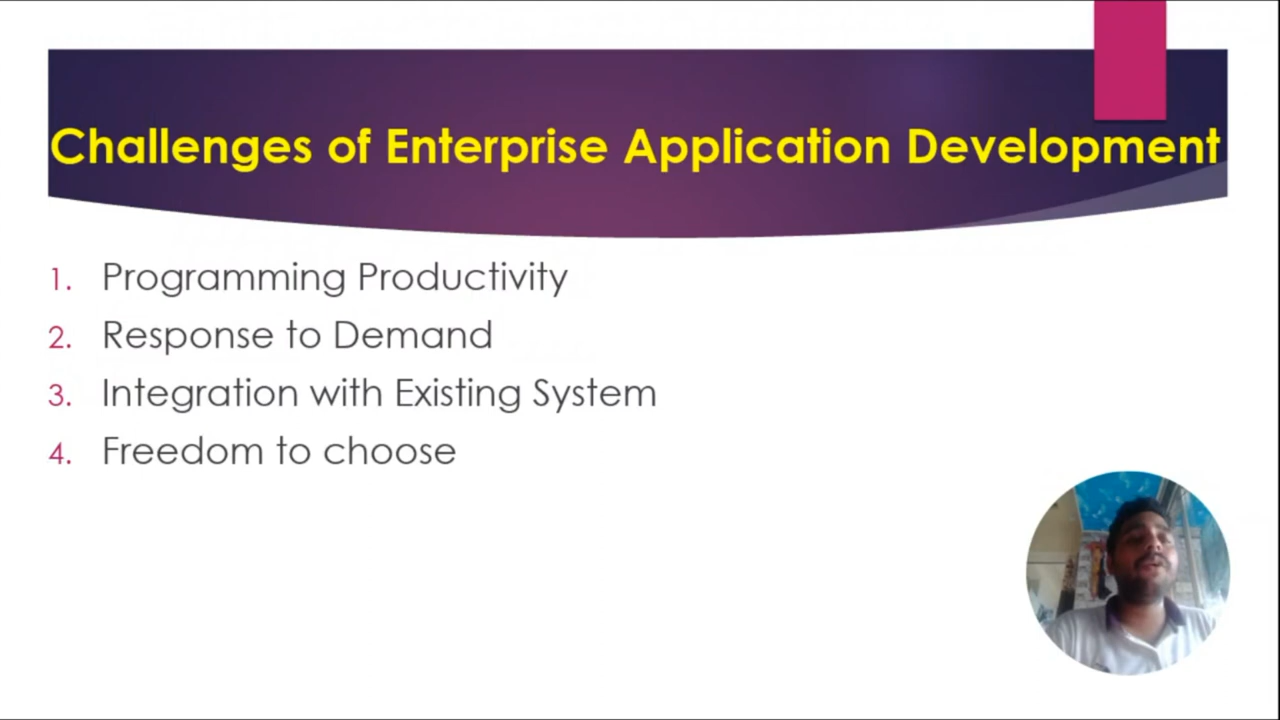 Challenges of Enterprise Application Development
1. Programming Productivity
2. Response to Demand
3. Integration with Existing System
4. Freedom to choose